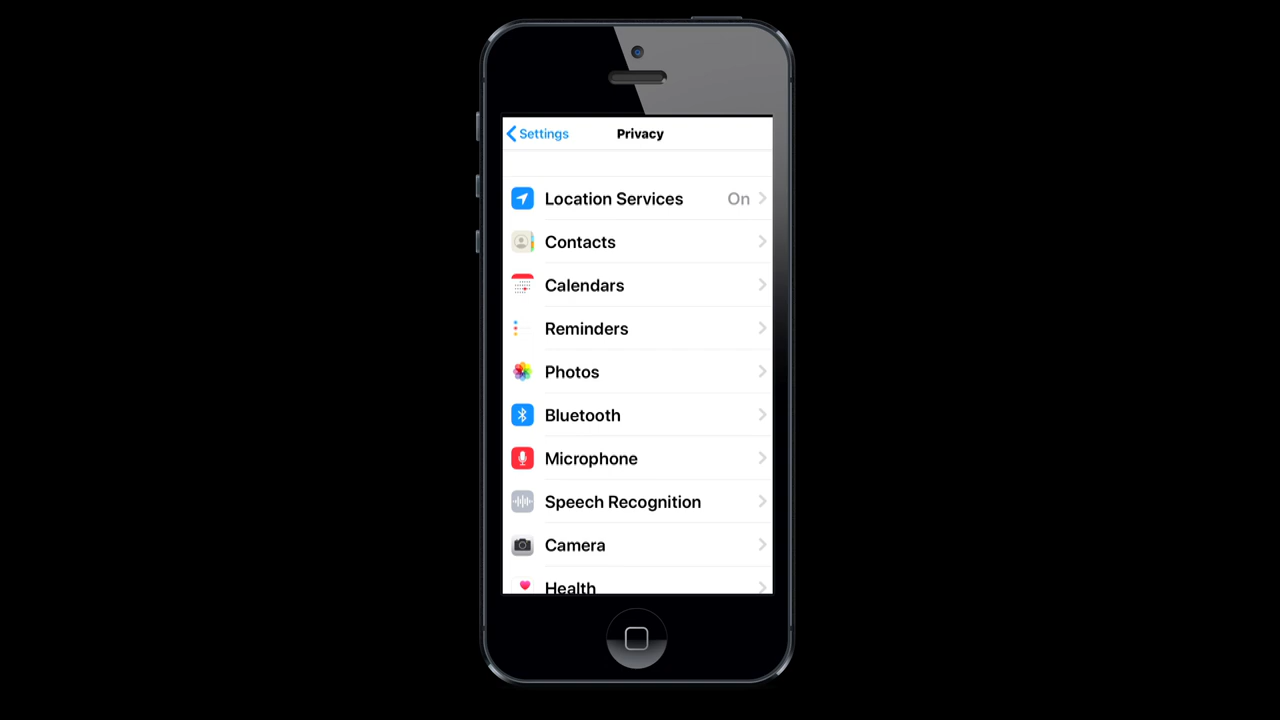 Settings
Privacy
Location Services On
Contacts
Calendars
Reminders
Photos
Bluetooth
Microphone
Speech Recognition
Camera
Health